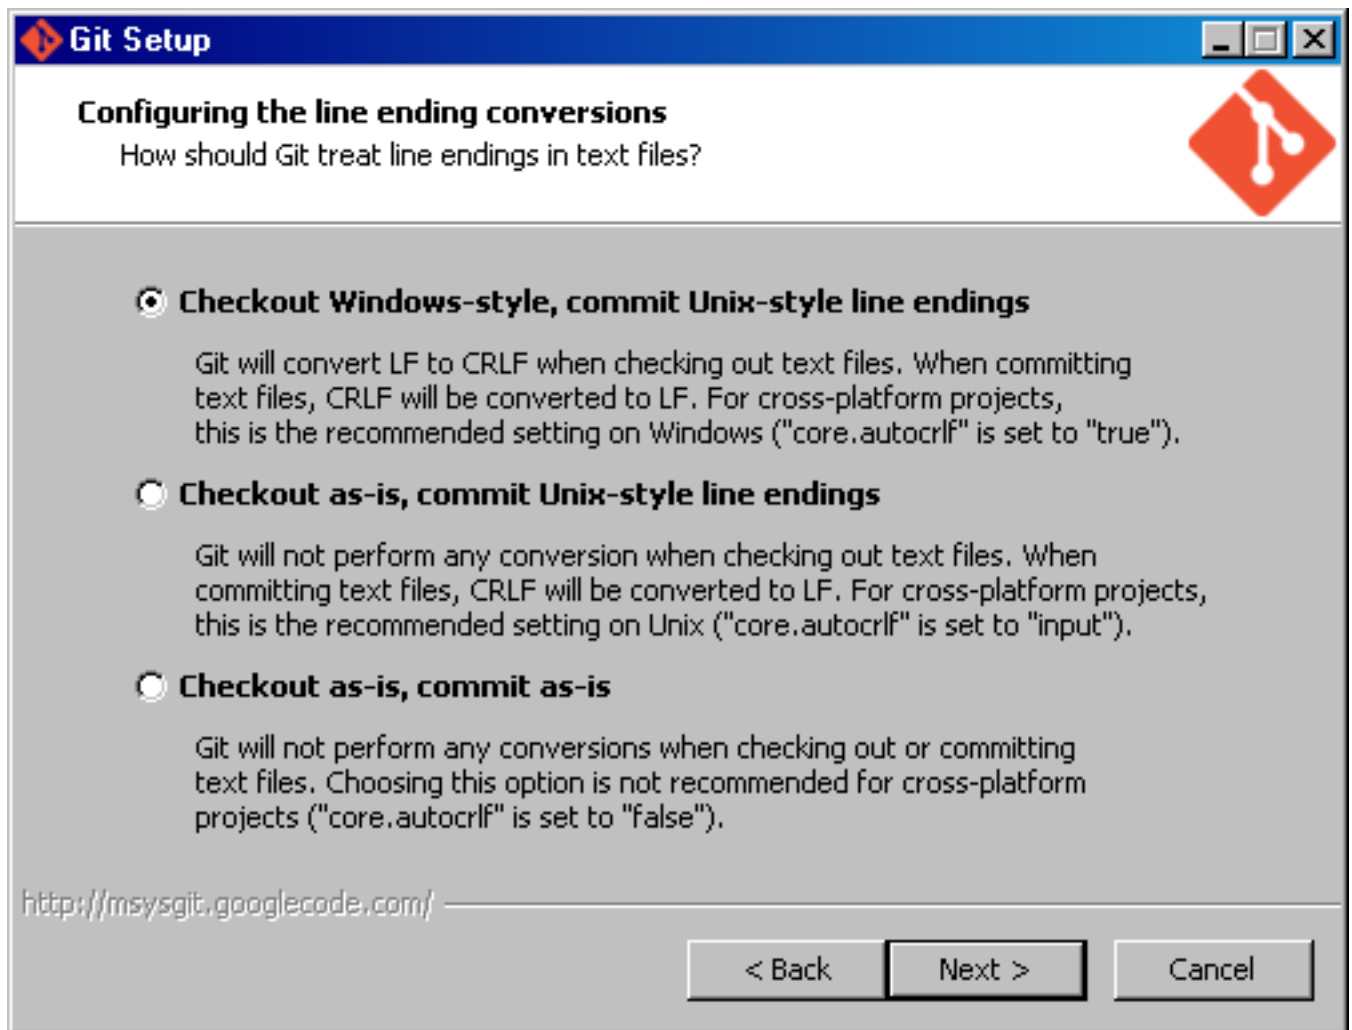 Git Setup
Configuring the line ending conversions
How should Git treat line endings in text files?
Checkout Windows-style, commit Unix-style line endings
Git will convert LF to CRLF when checking out text files. When committing
text files, CRLF will be converted to LF. For cross-platform projects,
this is the recommended setting on Windows ("core.autocrlf" is set to "true").
Checkout as-is, commit Unix-style line endings
Git will not perform any conversion when checking out text files. When
committing text files, CRLF will be converted to LF. For cross-platform projects,
this is the recommended setting on Unix ("core.autocrlf" is set to "input").
Checkout as-is, commit as-is
Git will not perform any conversions when checking out or committing
text files. Choosing this option is not recommended for cross-platform
projects ("core.autocrlf" is set to "false").
http://msysgit.googlecode.com/
< Back Next > Cancel